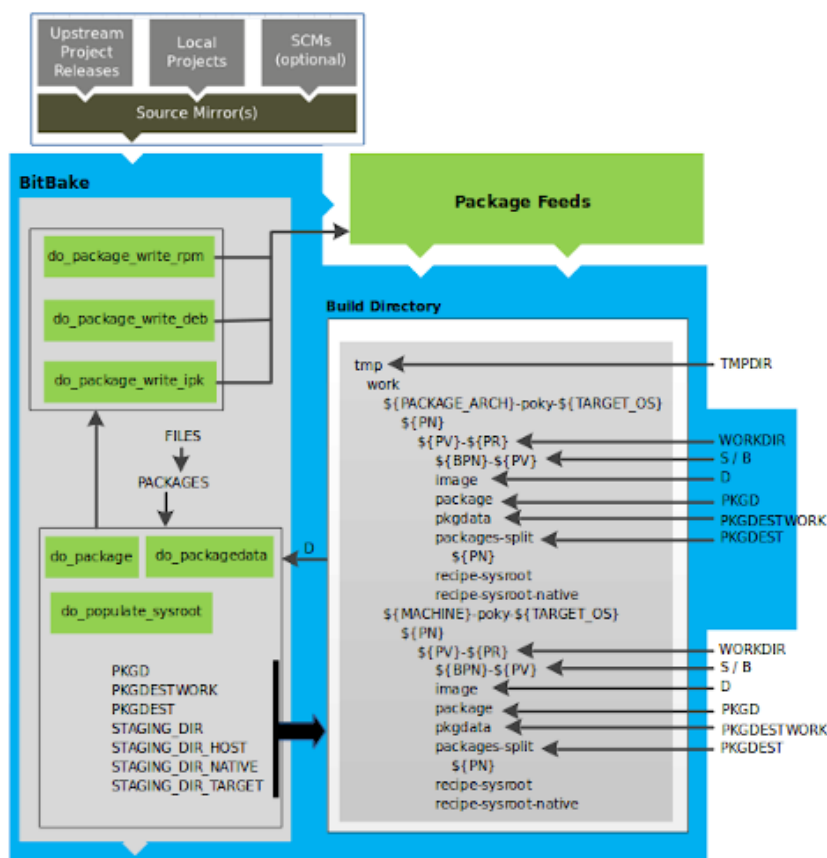 Upstream
Project
Releases
Local
Projects
SCMs
(optional)
Source Mirror(s)
BitBake
Package Feeds
do_package_write_rpm
do_package_write_deb
do_package_write_ipk
FILES
PACKAGES
do_package
do_packagedata
do_populate_sysroot
D
PKGD
PKGDESTWORK
PKGDEST
STAGING_DIR
STAGING_DIR_HOST
STAGING_DIR_NATIVE
STAGING_DIR_TARGET
Build Directory
tmp TMPDIR
work
${PACKAGE_ARCH}-poky-${TARGET_OS}
${PN}
${PV}-${PR} WORKDIR
${BPN}-${PV} S / B
image D
package PKGD
pkgdata PKGDESTWORK
packages-split PKGDEST
${PN}
recipe-sysroot
recipe-sysroot-native
${MACHINE}-poky-${TARGET_OS}
${PN}
${PV}-${PR} WORKDIR
${BPN}-${PV} S / B
image D
package PKGD
pkgdata PKGDESTWORK
packages-split PKGDEST
${PN}
recipe-sysroot
recipe-sysroot-native